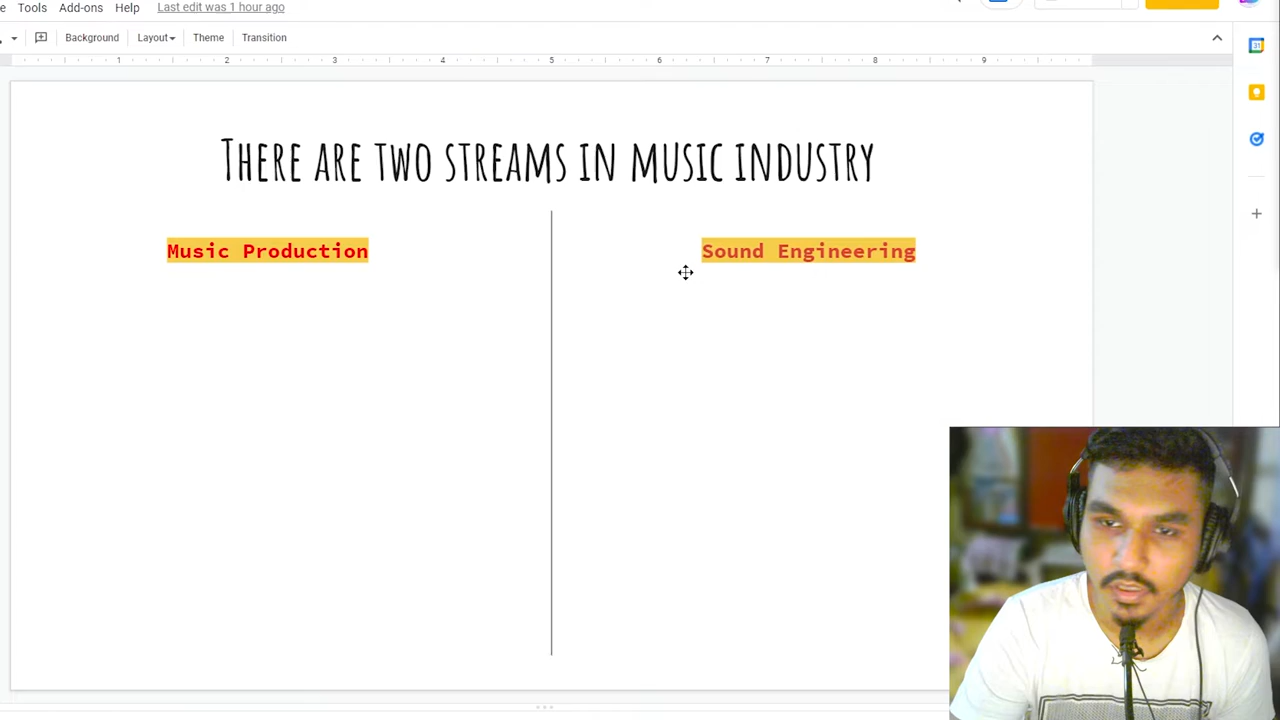 Tools Add-ons Help Last edit was 1 hour ago
Background Layout Theme Transition
1 2 3 4 5 6 7 8 9
THERE ARE TWO STREAMS IN MUSIC INDUSTRY
Music Production
Sound Engineering